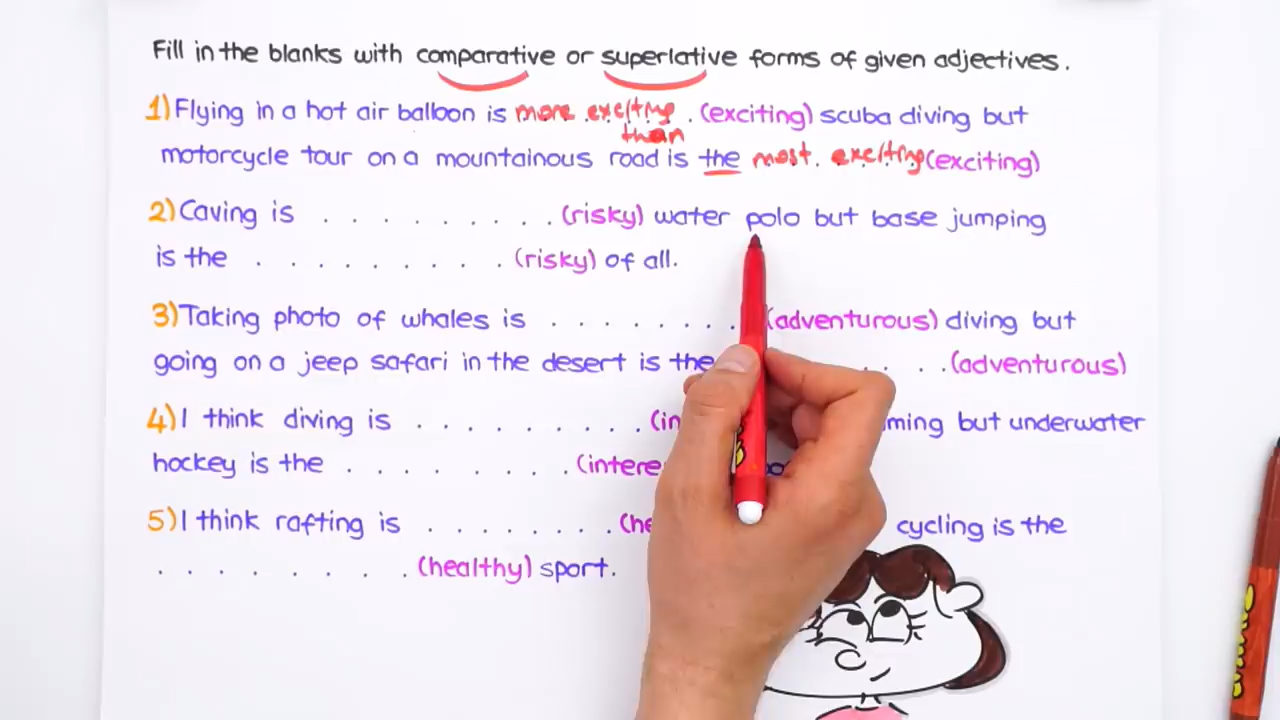 Fill in the blanks with comparative or superlative forms of given adjectives.
1) Flying in a hot air balloon is more exciting . (exciting) scuba diving but
than
motorcycle tour on a mountainous road is the most . exciting (exciting)
2) Caving is . . . . . . . . . (risky) water polo but base jumping
is the . . . . . . . . . (risky) of all.
3) Taking photo of whales is . . . . . . . . (adventurous) diving but
going on a jeep safari in the desert is the . . . (adventurous)
4) I think diving is . . . . . . . . . (in ming but underwater
hockey is the . . . . . . . . (intere
5) I think rafting is . . . . . . . . (he cycling is the
. . . . . . . . (healthy) sport.